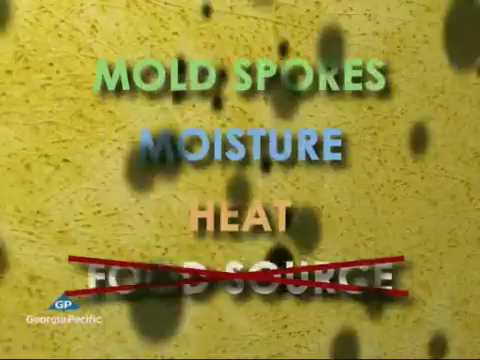 MOLD SPORES
MOISTURE
HEAT
FOOD SOURCE
GP
Georgia-Pacific